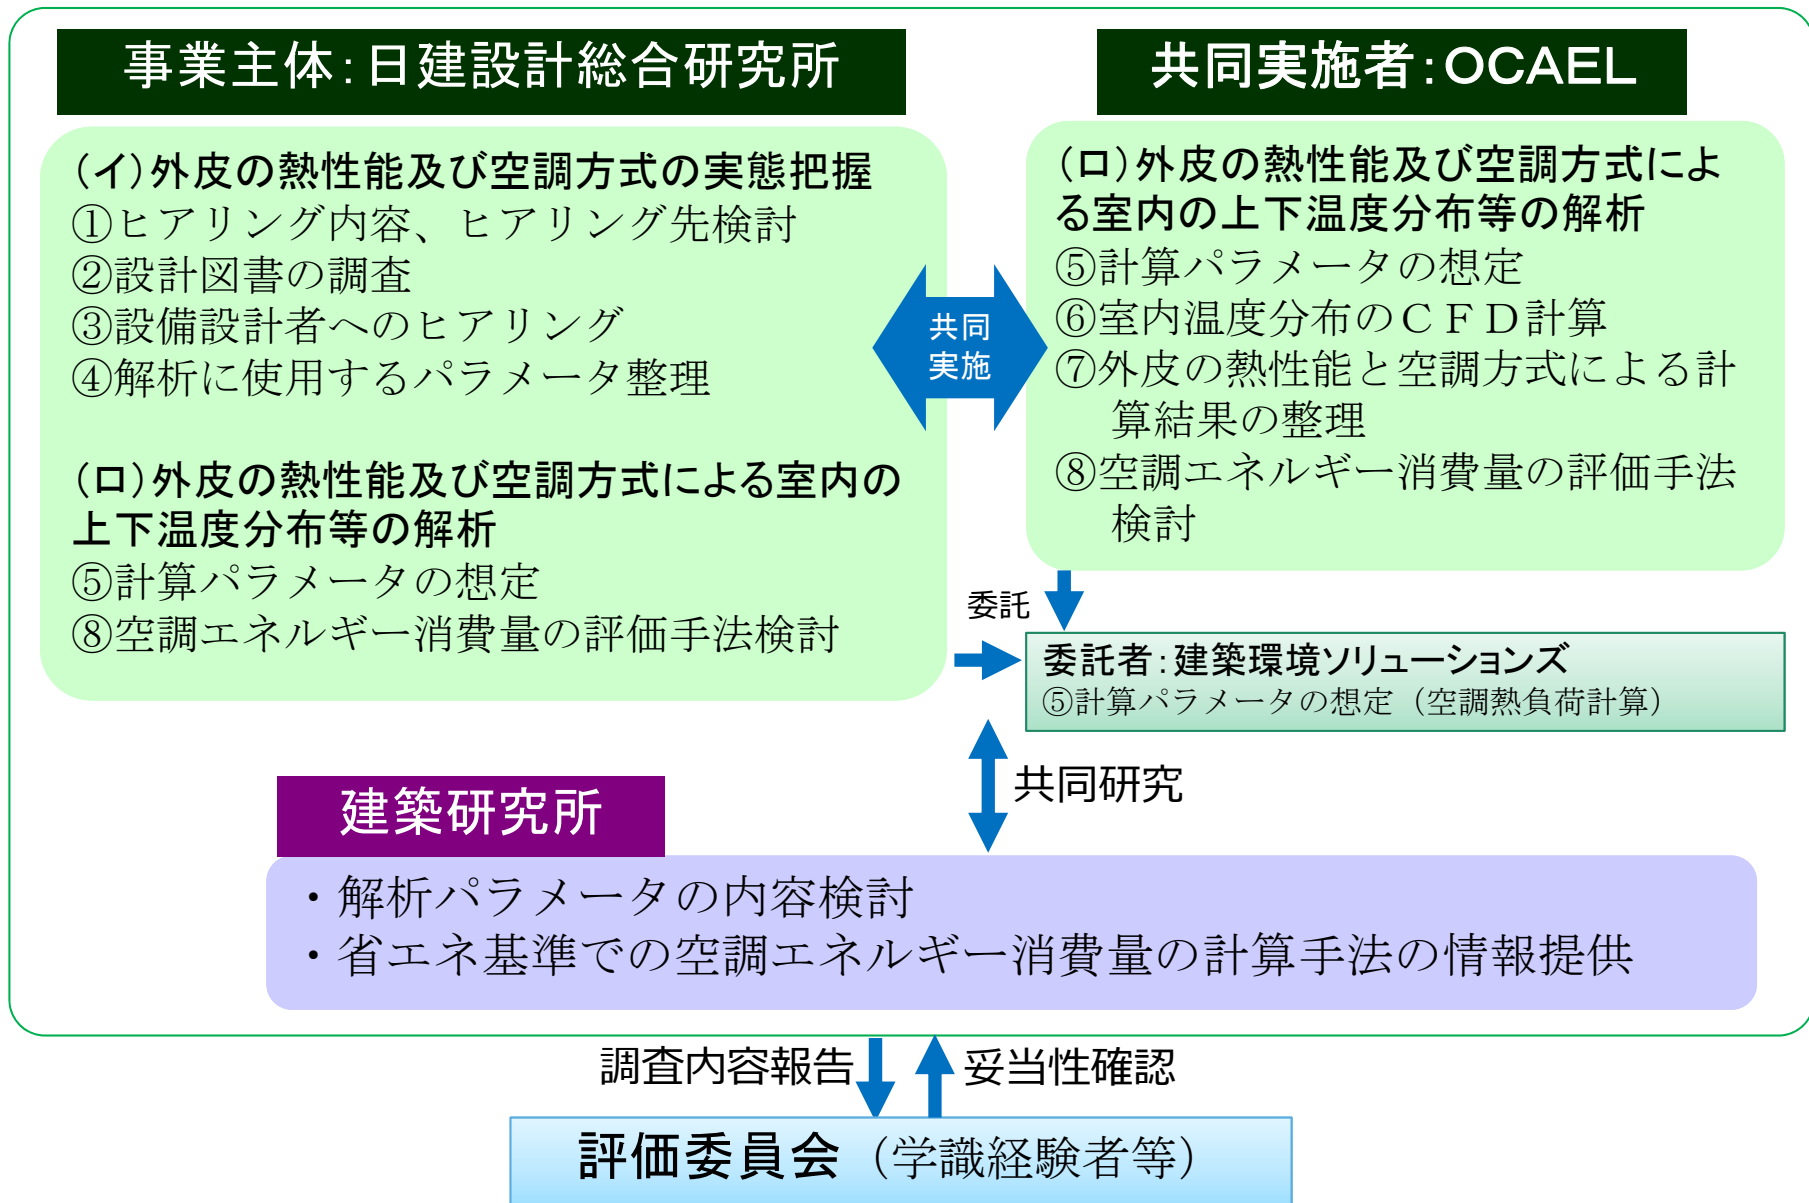 事業主体：日建設計総合研究所
（イ）外皮の熱性能及び空調方式の実態把握
①ヒアリング内容、ヒアリング先検討
②設計図書の調査
③設備設計者へのヒアリング
④解析に使用するパラメータ整理
（ロ）外皮の熱性能及び空調方式による室内の
上下温度分布等の解析
⑤計算パラメータの想定
⑧空調エネルギー消費量の評価手法検討
共同
実施
共同実施者：OCAEL
（ロ）外皮の熱性能及び空調方式によ
る室内の上下温度分布等の解析
⑤計算パラメータの想定
⑥室内温度分布のＣＦＤ計算
⑦外皮の熱性能と空調方式による計
算結果の整理
⑧空調エネルギー消費量の評価手法
検討
委託
委託者：建築環境ソリューションズ
⑤計算パラメータの想定（空調熱負荷計算）
共同研究
建築研究所
・解析パラメータの内容検討
・省エネ基準での空調エネルギー消費量の計算手法の情報提供
調査内容報告
妥当性確認
評価委員会（学識経験者等）